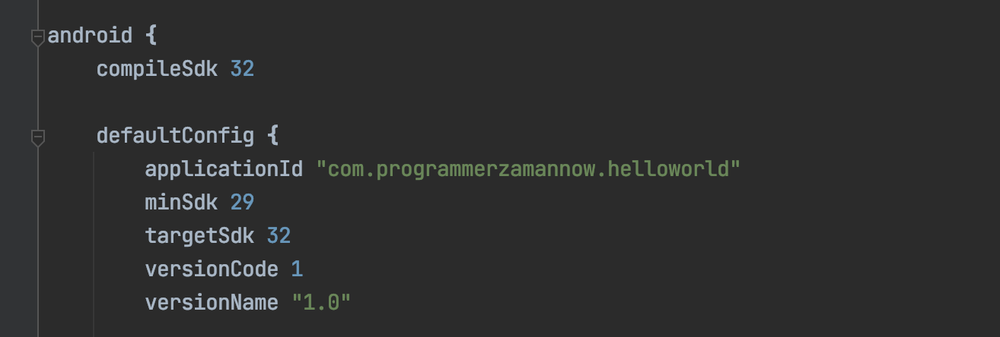 android {
    compileSdk 32

    defaultConfig {
        applicationId "com.programmerzamannow.helloworld"
        minSdk 29
        targetSdk 32
        versionCode 1
        versionName "1.0"